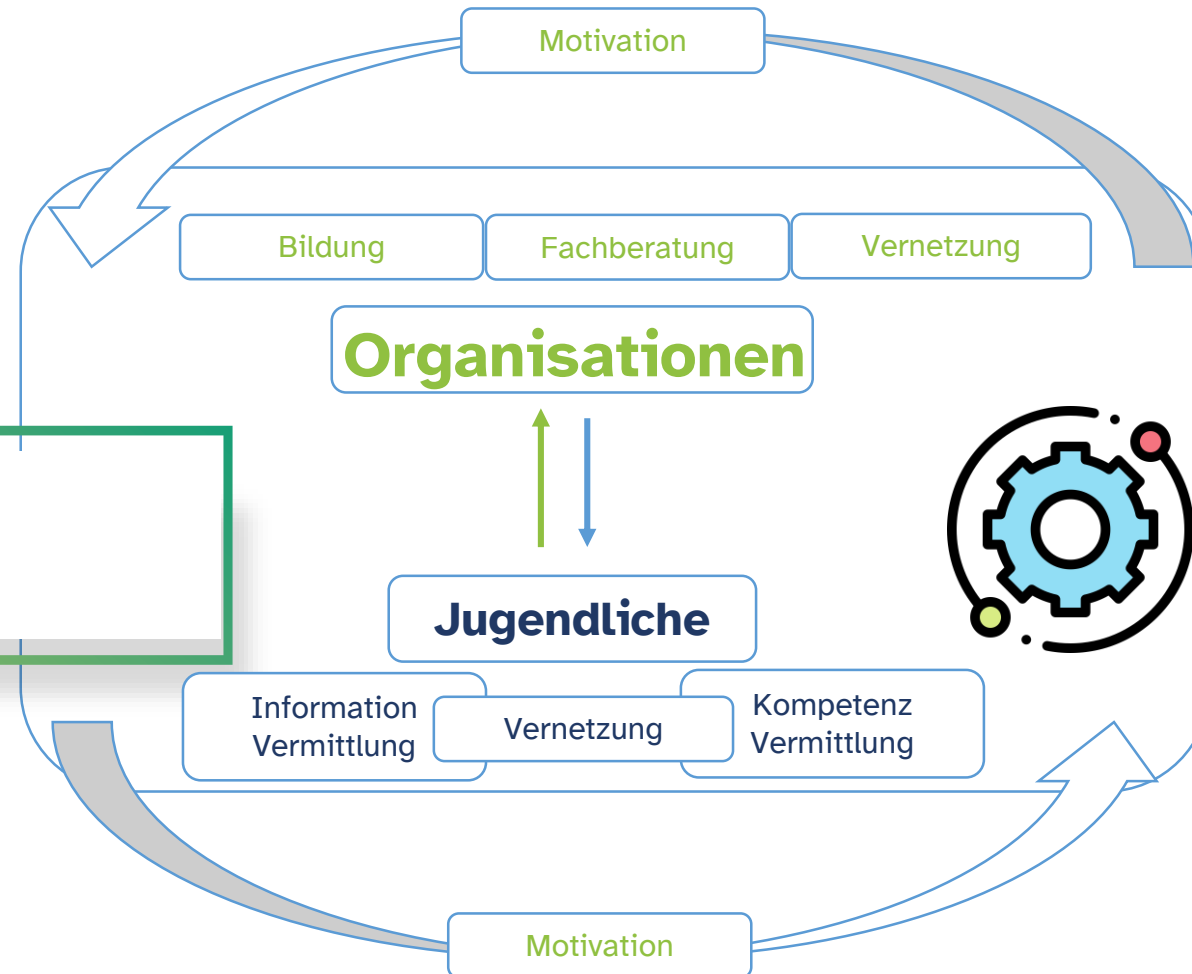 Motivation
Bildung
Fachberatung
Vernetzung
Organisationen
Jugendliche
Information
Vermittlung
Vernetzung
Kompetenz
Vermittlung
Motivation